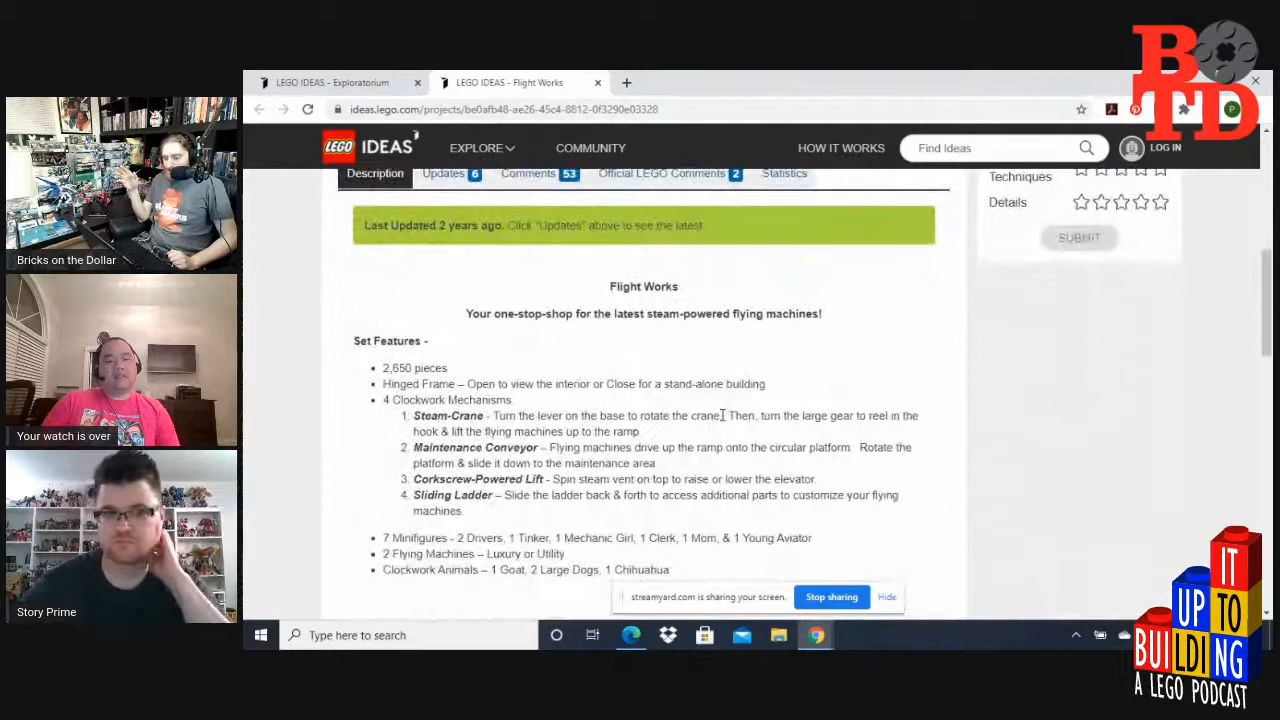 B
TD
LEGO IDEAS - Exploratorium
LEGO IDEAS - Flight Works
ideas.lego.com/projects/be0afb48-ae26-45c4-8812-0f3290e03328
P
LEGO IDEAS
EXPLORE
COMMUNITY
HOW IT WORKS
Find Ideas
LOG IN
Description
Updates 6
Comments 53
Official LEGO Comments 2
Statistics
Techniques
Details
SUBMIT
Last Updated 2 years ago. Click "Updates" above to see the latest
Flight Works
Your one-stop-shop for the latest steam-powered flying machines!
Set Features -
2,650 pieces
Hinged Frame – Open to view the interior or Close for a stand-alone building
4 Clockwork Mechanisms
1. Steam-Crane - Turn the lever on the base to rotate the crane. Then, turn the large gear to reel in the
hook & lift the flying machines up to the ramp
2. Maintenance Conveyor – Flying machines drive up the ramp onto the circular platform. Rotate the
platform & slide it down to the maintenance area
3. Corkscrew-Powered Lift - Spin steam vent on top to raise or lower the elevator.
4. Sliding Ladder – Slide the ladder back & forth to access additional parts to customize your flying
machines.
7 Minifigures - 2 Drivers, 1 Tinker, 1 Mechanic Girl, 1 Clerk, 1 Mom, & 1 Young Aviator
2 Flying Machines – Luxury or Utility
Clockwork Animals – 1 Goat, 2 Large Dogs, 1 Chihuahua
streamyard.com is sharing your screen.
Stop sharing
Hide
Type here to search
Bricks on the Dollar
Your watch is over
Story Prime
IT
UP TO
BUILDING
A LEGO PODCAST